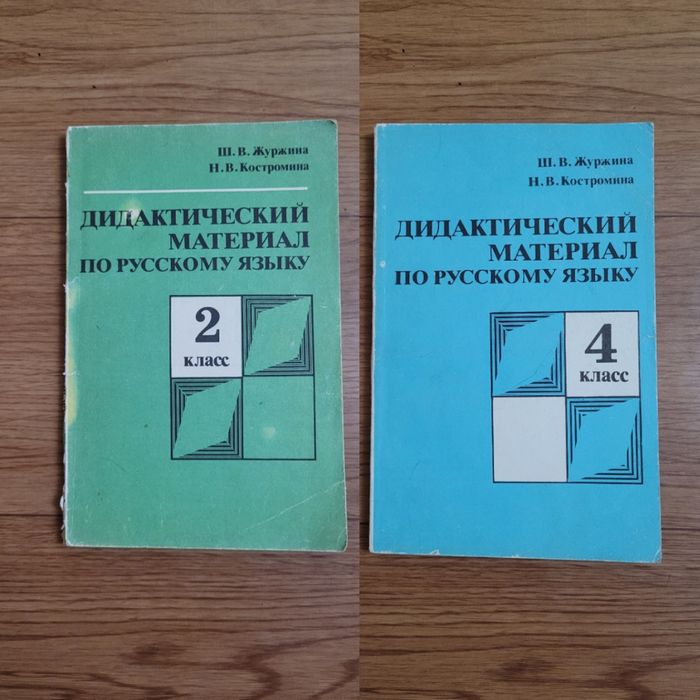 Ш. В. Журжина
Н. В. Костромина
ДИДАКТИЧЕСКИЙ
МАТЕРИАЛ
ПО РУССКОМУ ЯЗЫКУ
2
класс
Ш. В. Журжина
Н. В. Костромина
ДИДАКТИЧЕСКИЙ
МАТЕРИАЛ
ПО РУССКОМУ ЯЗЫКУ
4
класс